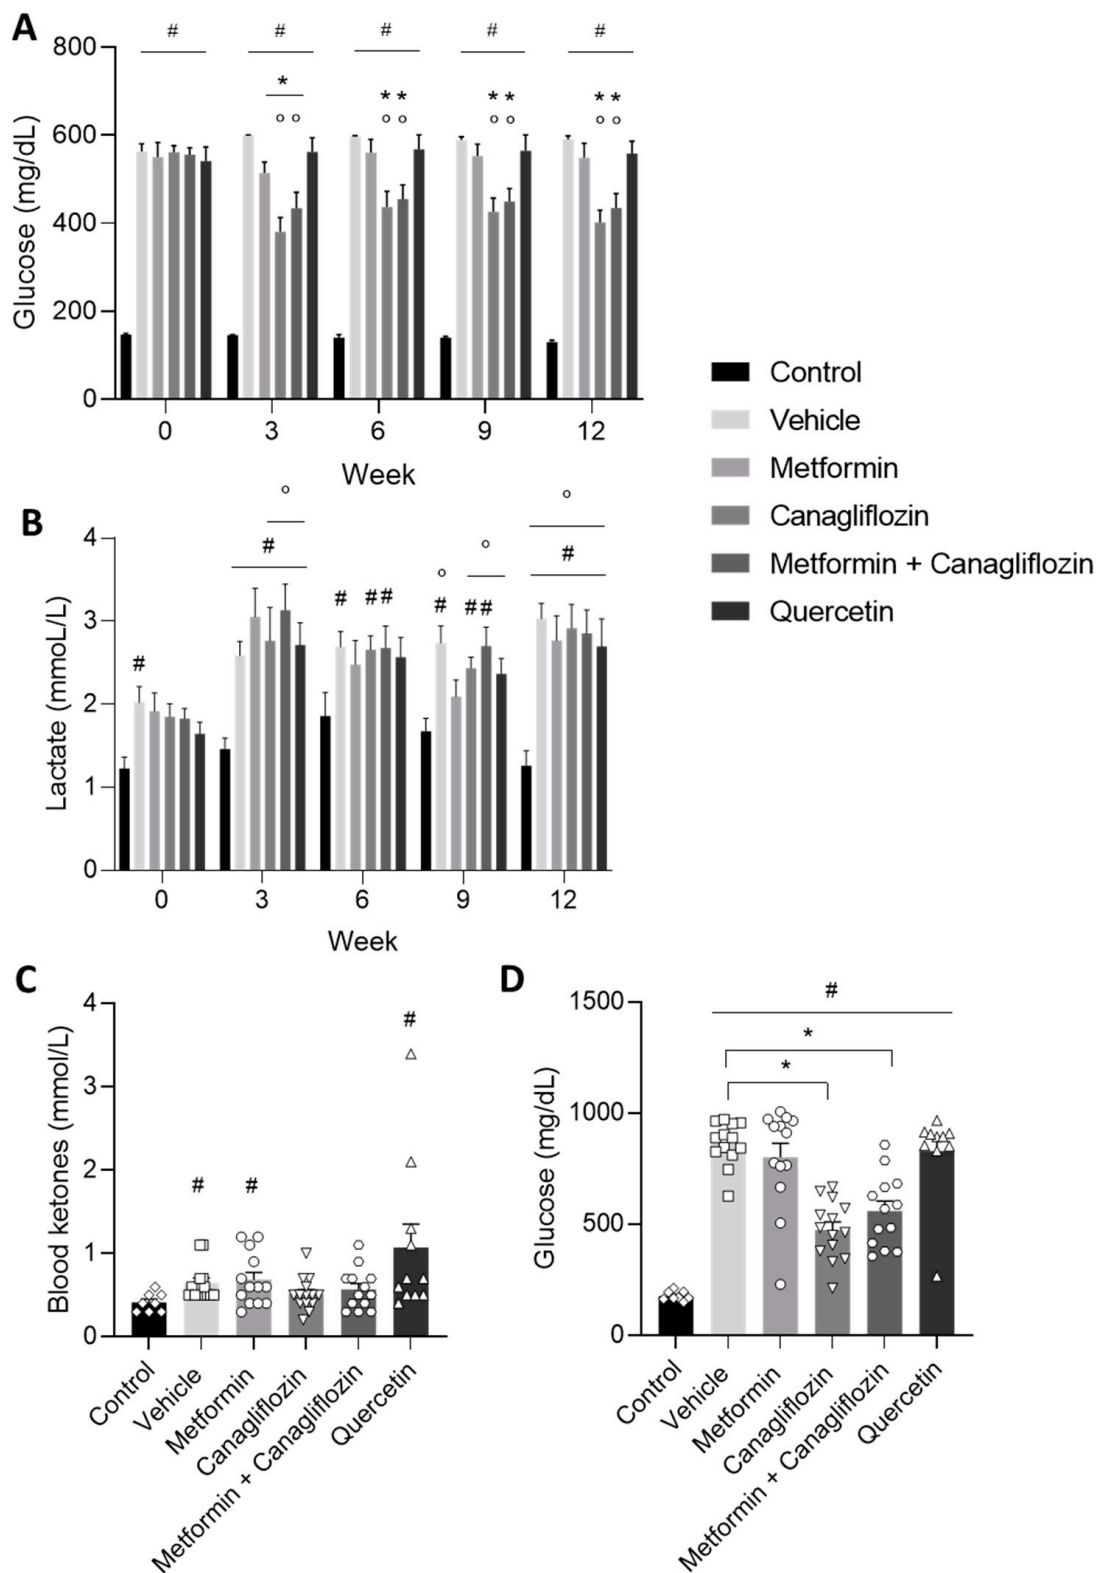 A
# # # # #
*
* * * * * *
° ° ° ° ° ° ° °
800
600
400
200
0
Glucose (mg/dL)
0 3 6 9 12
Week
Control
Vehicle
Metformin
Canagliflozin
Metformin + Canagliflozin
Quercetin
B
° ° ° °
# # # ## # ## #
4
3
2
1
0
Lactate (mmoL/L)
0 3 6 9 12
Week
C
# # #
4
3
2
1
0
Blood ketones (mmol/L)
Control
Vehicle
Metformin
Canagliflozin
Metformin + Canagliflozin
Quercetin
D
#
*
*
1500
1000
500
0
Glucose (mg/dL)
Control
Vehicle
Metformin
Canagliflozin
Metformin + Canagliflozin
Quercetin